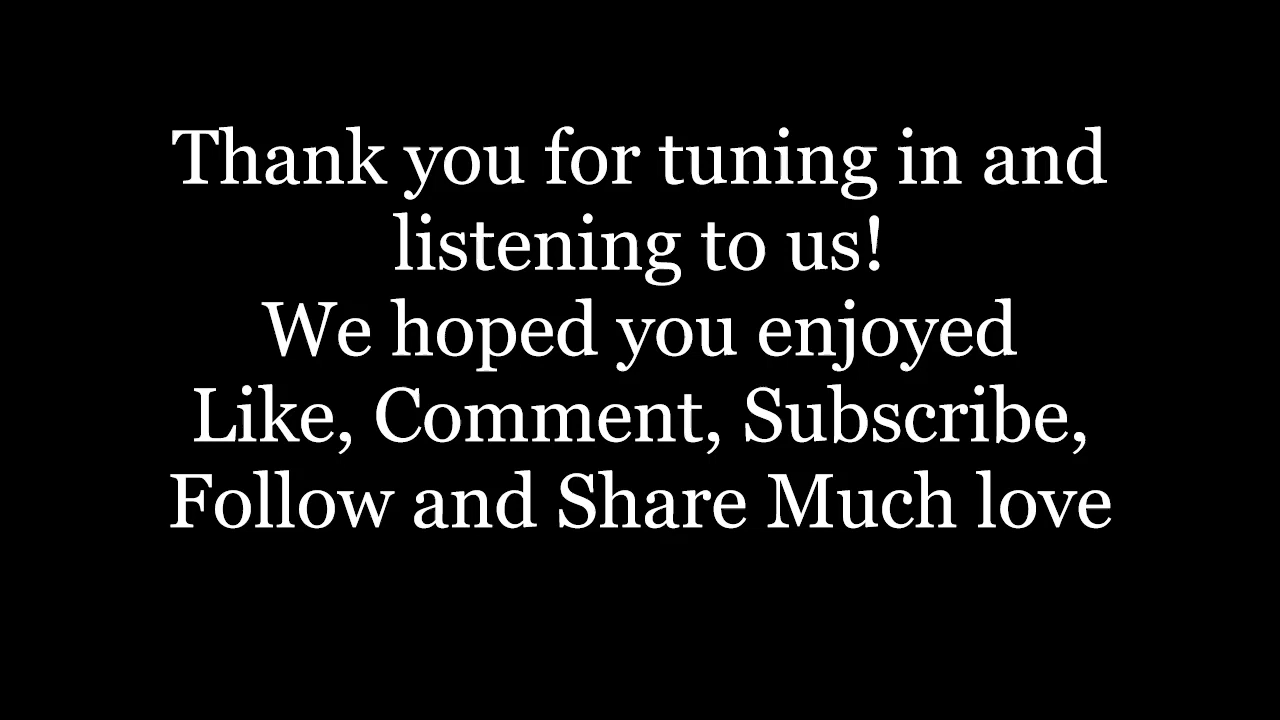 Thank you for tuning in and
listening to us!
We hoped you enjoyed
Like, Comment, Subscribe,
Follow and Share Much love